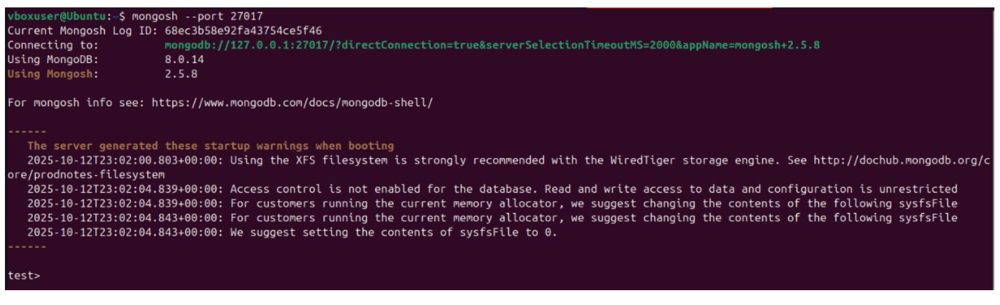 vboxuser@Ubuntu:~$ mongosh --port 27017
Current Mongosh Log ID: 68ec3b58e92fa43754ce5f46
Connecting to:          mongodb://127.0.0.1:27017/?directConnection=true&serverSelectionTimeoutMS=2000&appName=mongosh+2.5.8
Using MongoDB:          8.0.14
Using Mongosh:          2.5.8
For mongosh info see: https://www.mongodb.com/docs/mongodb-shell/
------
   The server generated these startup warnings when booting
   2025-10-12T23:02:00.803+00:00: Using the XFS filesystem is strongly recommended with the WiredTiger storage engine. See http://dochub.mongodb.org/c
ore/prodnotes-filesystem
   2025-10-12T23:02:04.839+00:00: Access control is not enabled for the database. Read and write access to data and configuration is unrestricted
   2025-10-12T23:02:04.839+00:00: For customers running the current memory allocator, we suggest changing the contents of the following sysfsFile
   2025-10-12T23:02:04.843+00:00: For customers running the current memory allocator, we suggest changing the contents of the following sysfsFile
   2025-10-12T23:02:04.843+00:00: We suggest setting the contents of sysfsFile to 0.
------
test>